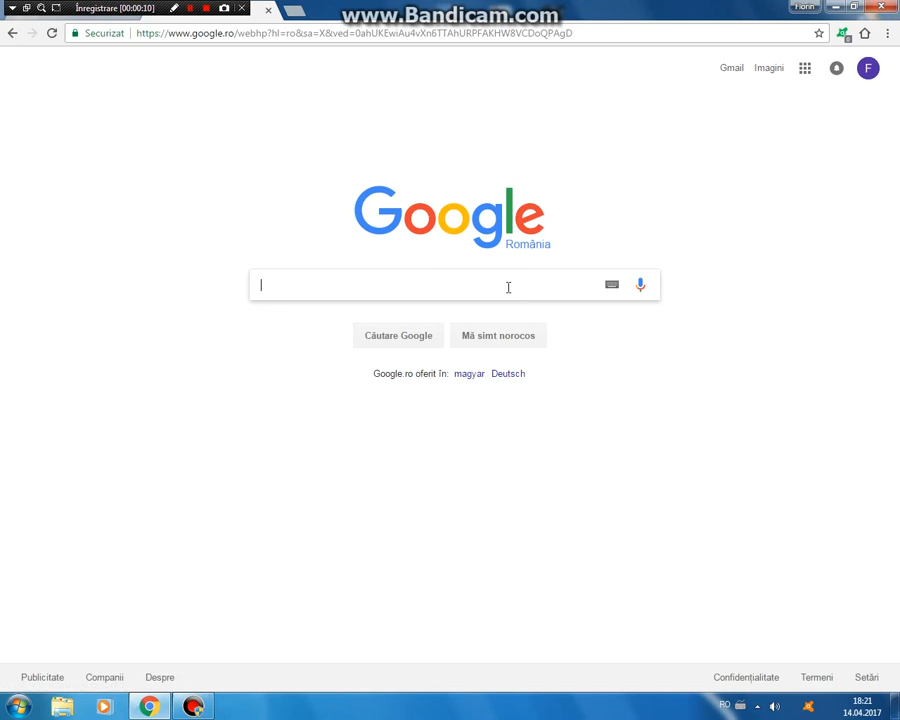 Înregistrare [00:00:10]
www.Bandicam.com
Florin
Securizat
https://www.google.ro/webhp?hl=ro&sa=X&ved=0ahUKEwiAu4vXn6TTAhURPFAKHW8VCDoQPAgD
Gmail Imagini F
Google
România
Căutare Google Mă simt norocos
Google.ro oferit în: magyar Deutsch
Publicitate Companii Despre Confidențialitate Termeni Setări
RO
18:21
14.04.2017